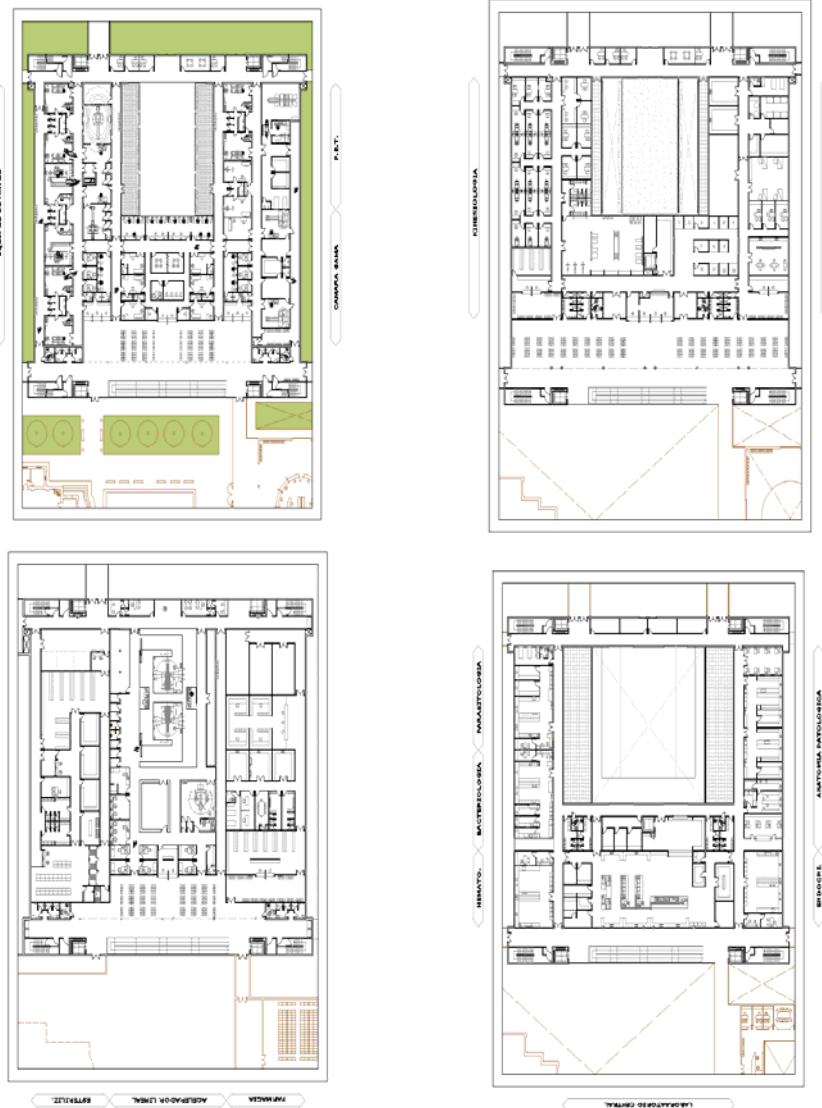 P.E.T.
CAMARA GAMA
KINESIOLOGIA
PARASITOLOGIA
BACTERIOLOGIA
HEMATO.
ANATOMIA PATOLOGICA
ENDOCRI.
ESTERILIZ.
ACELERADOR LINEAL
FARMACIA
LABORATORIO CENTRAL